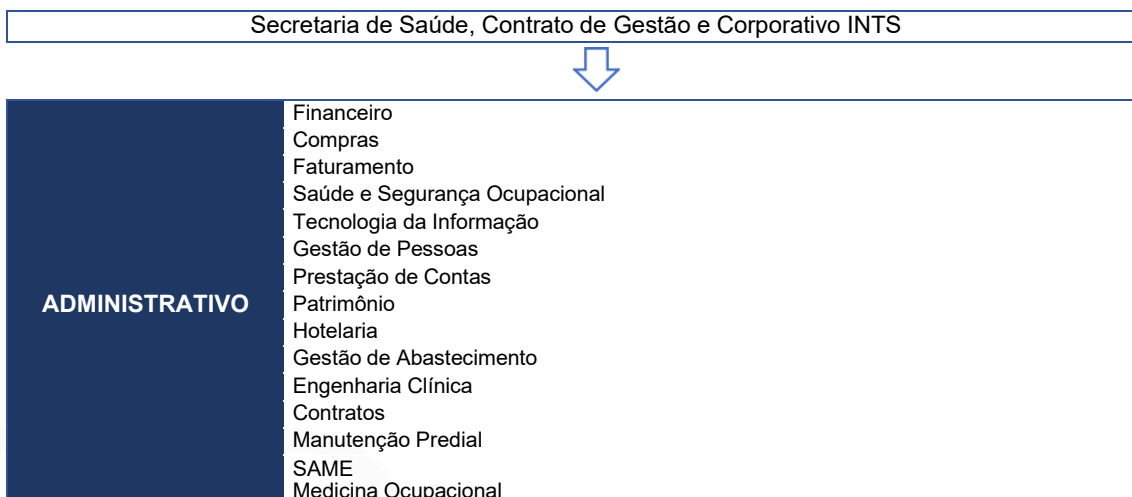 Secretaria de Saúde, Contrato de Gestão e Corporativo INTS
ADMINISTRATIVO
Financeiro
Compras
Faturamento
Saúde e Segurança Ocupacional
Tecnologia da Informação
Gestão de Pessoas
Prestação de Contas
Patrimônio
Hotelaria
Gestão de Abastecimento
Engenharia Clínica
Contratos
Manutenção Predial
SAME
Medicina Ocupacional